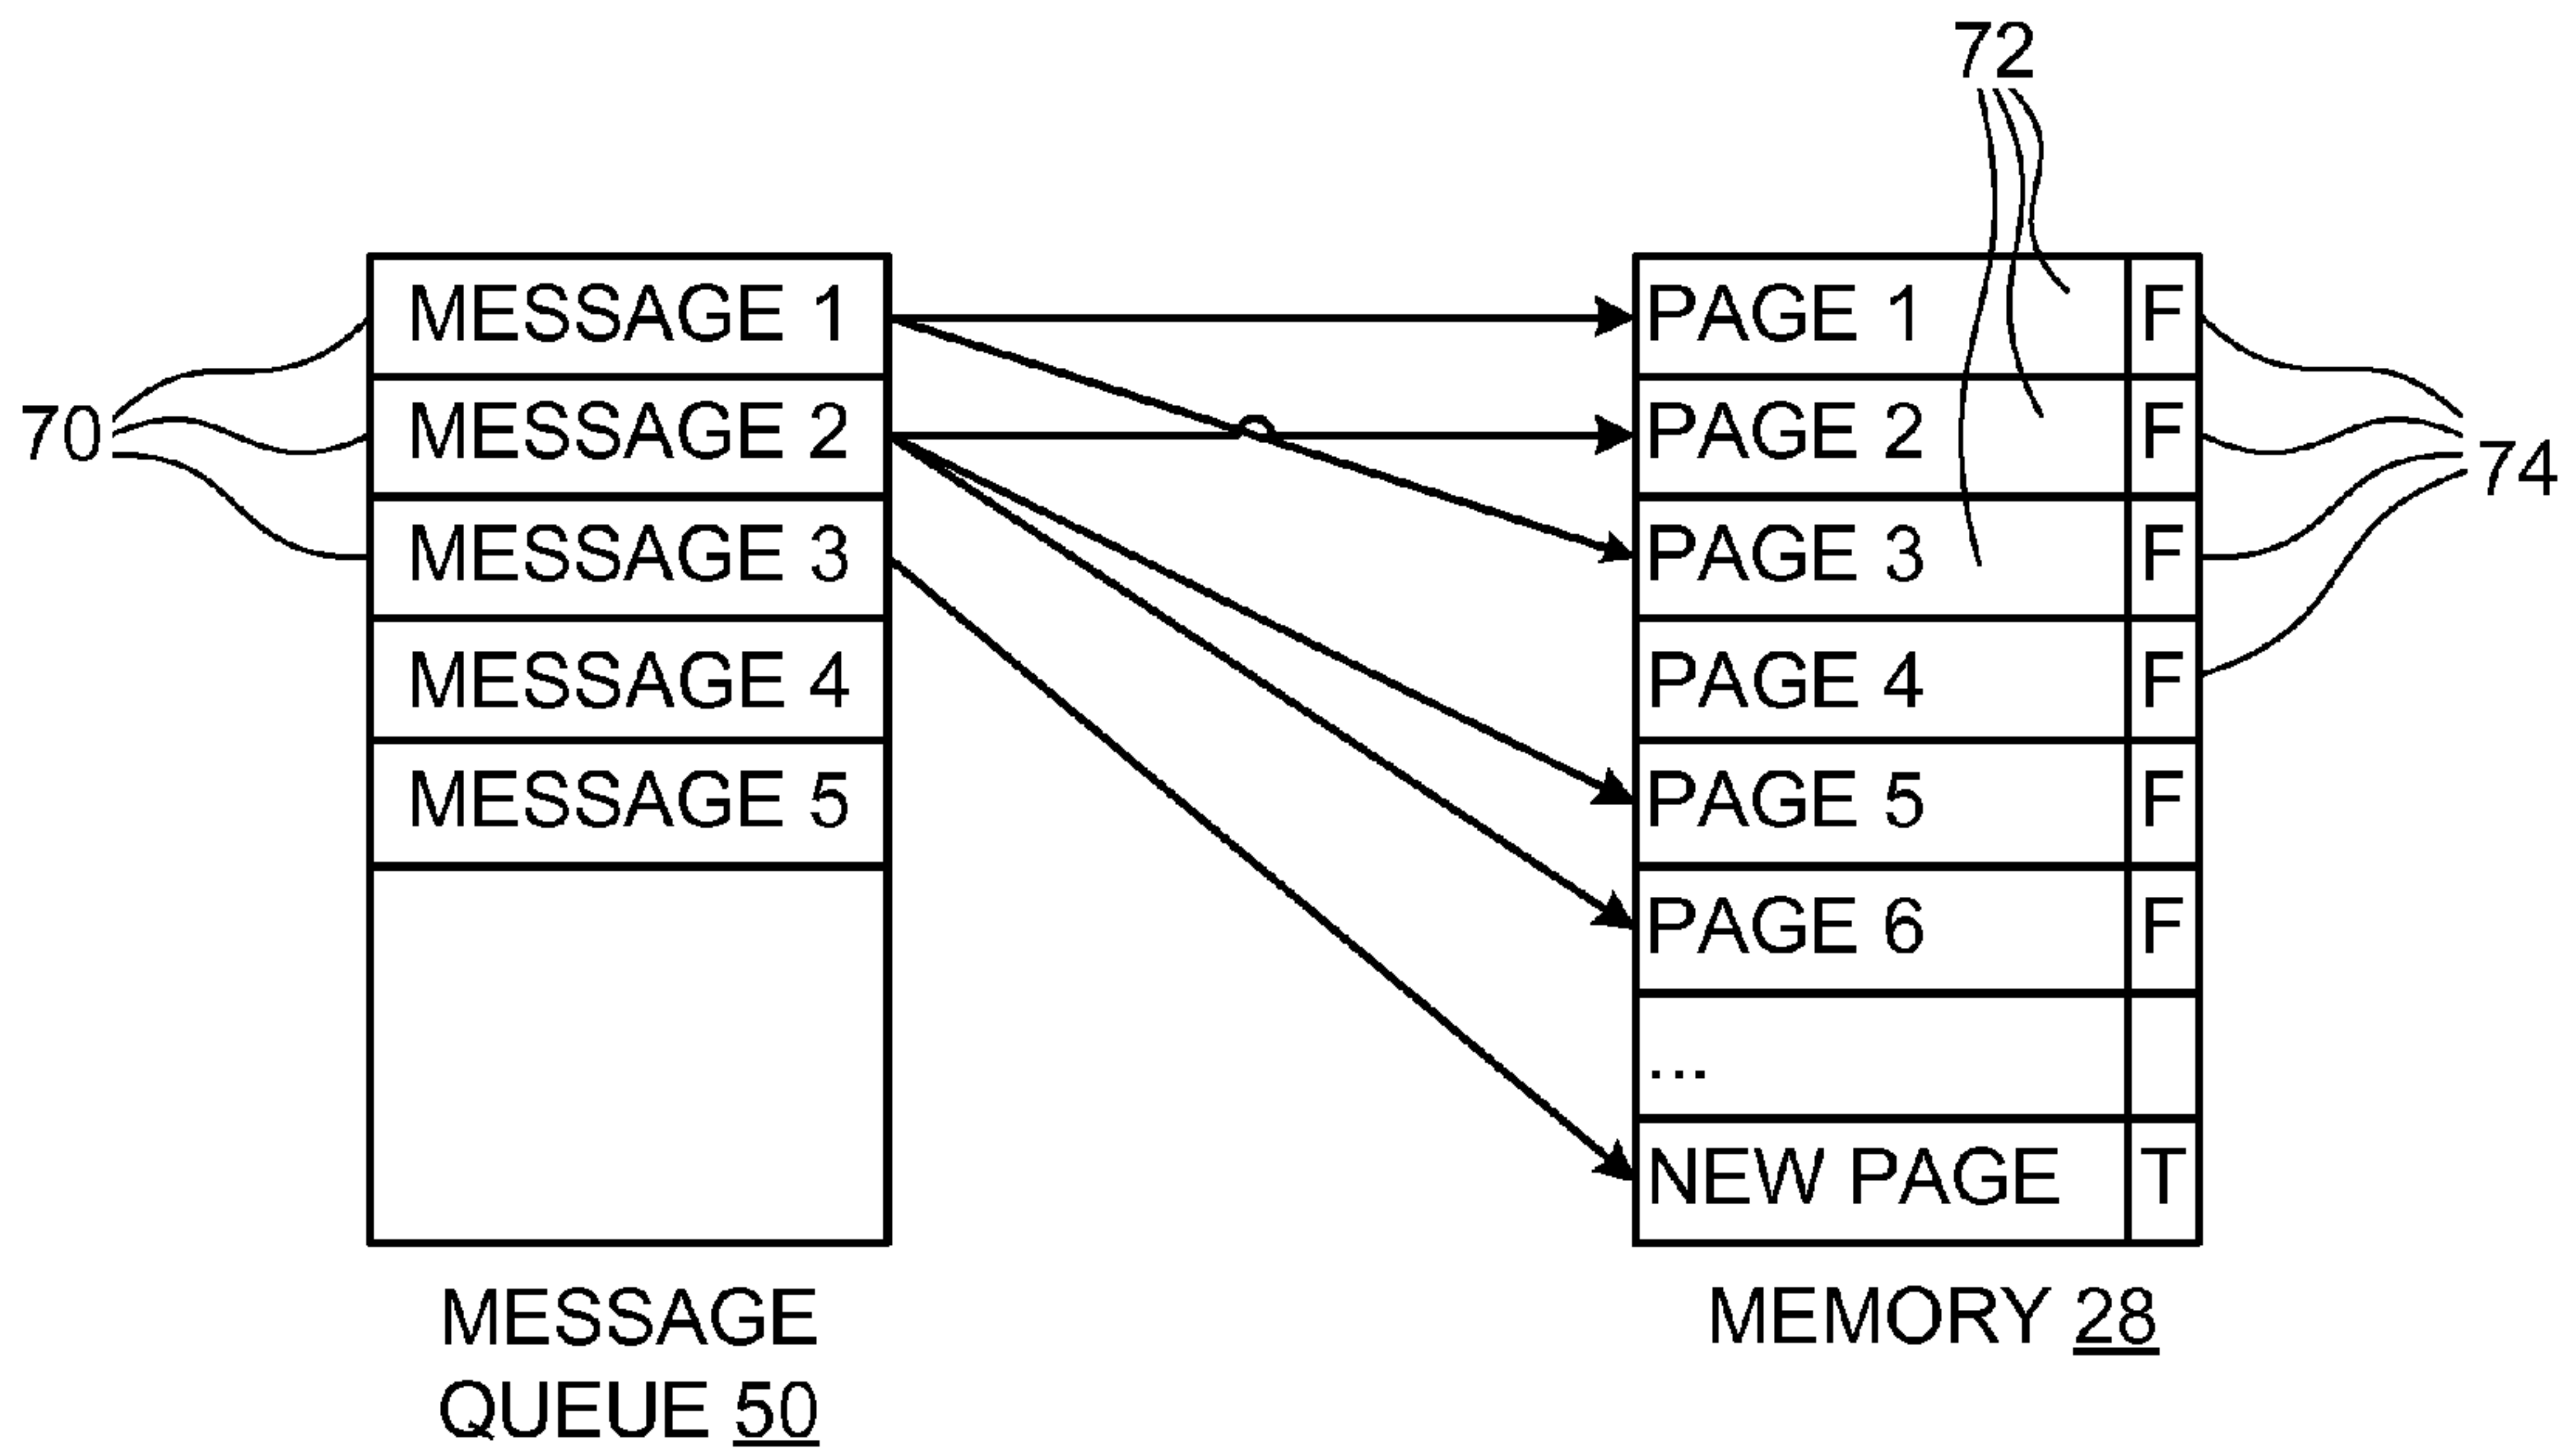 72
MESSAGE 1
PAGE 1 F
70
MESSAGE 2
PAGE 2 F
74
MESSAGE 3
PAGE 3 F
MESSAGE 4
PAGE 4 F
MESSAGE 5
PAGE 5 F
PAGE 6 F
...
NEW PAGE T
MESSAGE
QUEUE 50
MEMORY 28